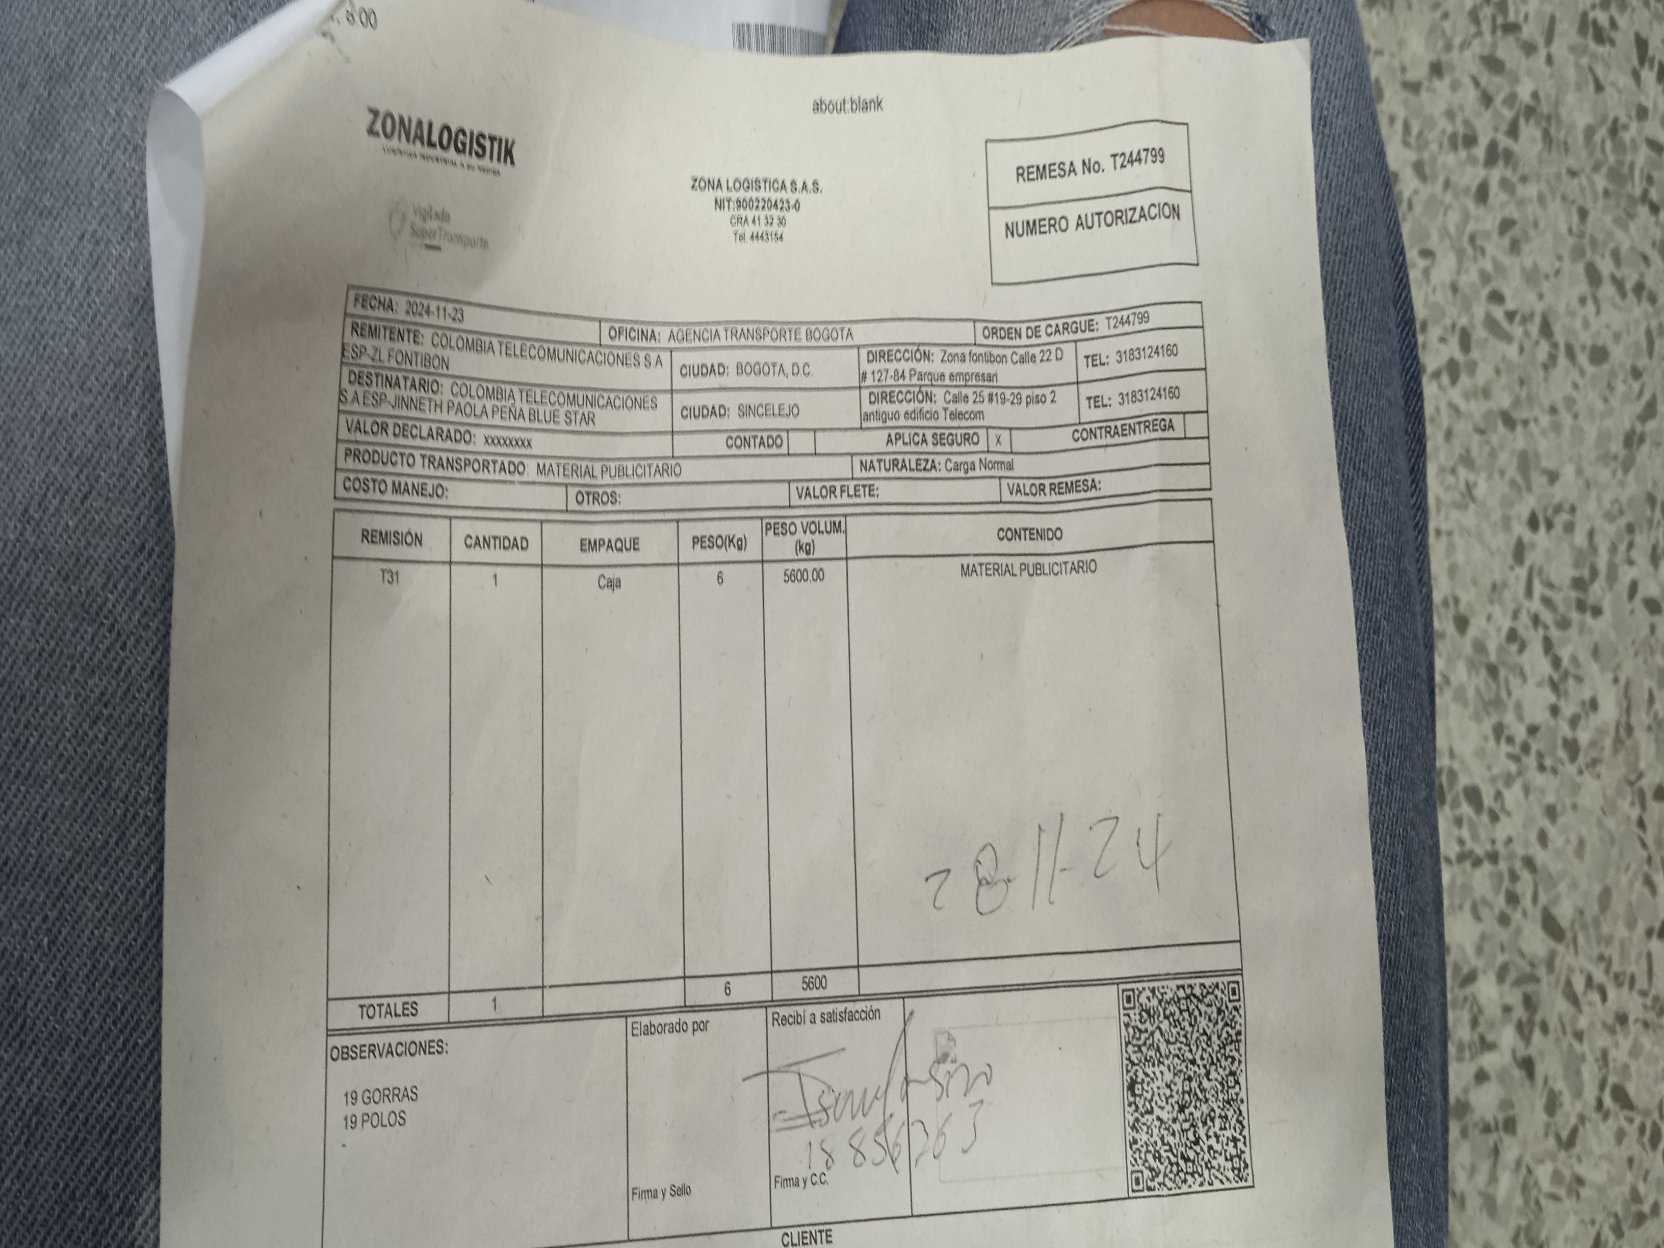 8:00
about:blank
ZONALOGISTIK
Vigilado
SuperTransporte
ZONA LOGISTICA S.A.S.
NIT:900220423-0
CRA 41 32 30
Tel. 4443154
REMESA No. T244799
NUMERO AUTORIZACION
FECHA: 2024-11-23
OFICINA: AGENCIA TRANSPORTE BOGOTA
ORDEN DE CARGUE: T244799
REMITENTE: COLOMBIA TELECOMUNICACIONES S.A
ESP-ZL FONTIBON
CIUDAD: BOGOTA, D.C.
DIRECCIÓN: Zona fontibon Calle 22 D
# 127-84 Parque empresari
TEL: 3183124160
DESTINATARIO: COLOMBIA TELECOMUNICACIONES
S.A ESP-JINNETH PAOLA PEÑA BLUE STAR
CIUDAD: SINCELEJO
DIRECCIÓN: Calle 25 #19-29 piso 2
antiguo edificio Telecom
TEL: 3183124160
VALOR DECLARADO: xxxxxxxx
CONTADO
APLICA SEGURO X
CONTRAENTREGA
PRODUCTO TRANSPORTADO: MATERIAL PUBLICITARIO
NATURALEZA: Carga Normal
COSTO MANEJO:
OTROS:
VALOR FLETE:
VALOR REMESA:
REMISIÓN CANTIDAD EMPAQUE PESO(Kg) PESO VOLUM. (kg) CONTENIDO
T31 1 Caja 6 5600.00 MATERIAL PUBLICITARIO
28-11-24
TOTALES 1 6 5600
OBSERVACIONES:
19 GORRAS
19 POLOS
Elaborado por
Firma y Sello
Recibí a satisfacción
18856363
Firma y C.C.
CLIENTE